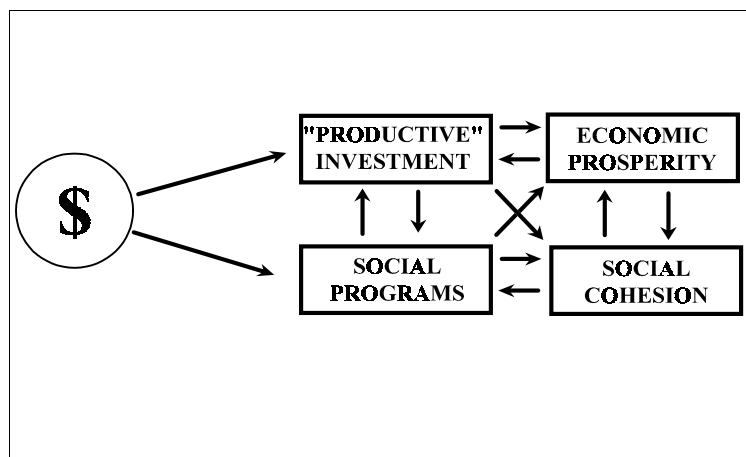 $
"PRODUCTIVE"
INVESTMENT
ECONOMIC
PROSPERITY
SOCIAL
PROGRAMS
SOCIAL
COHESION